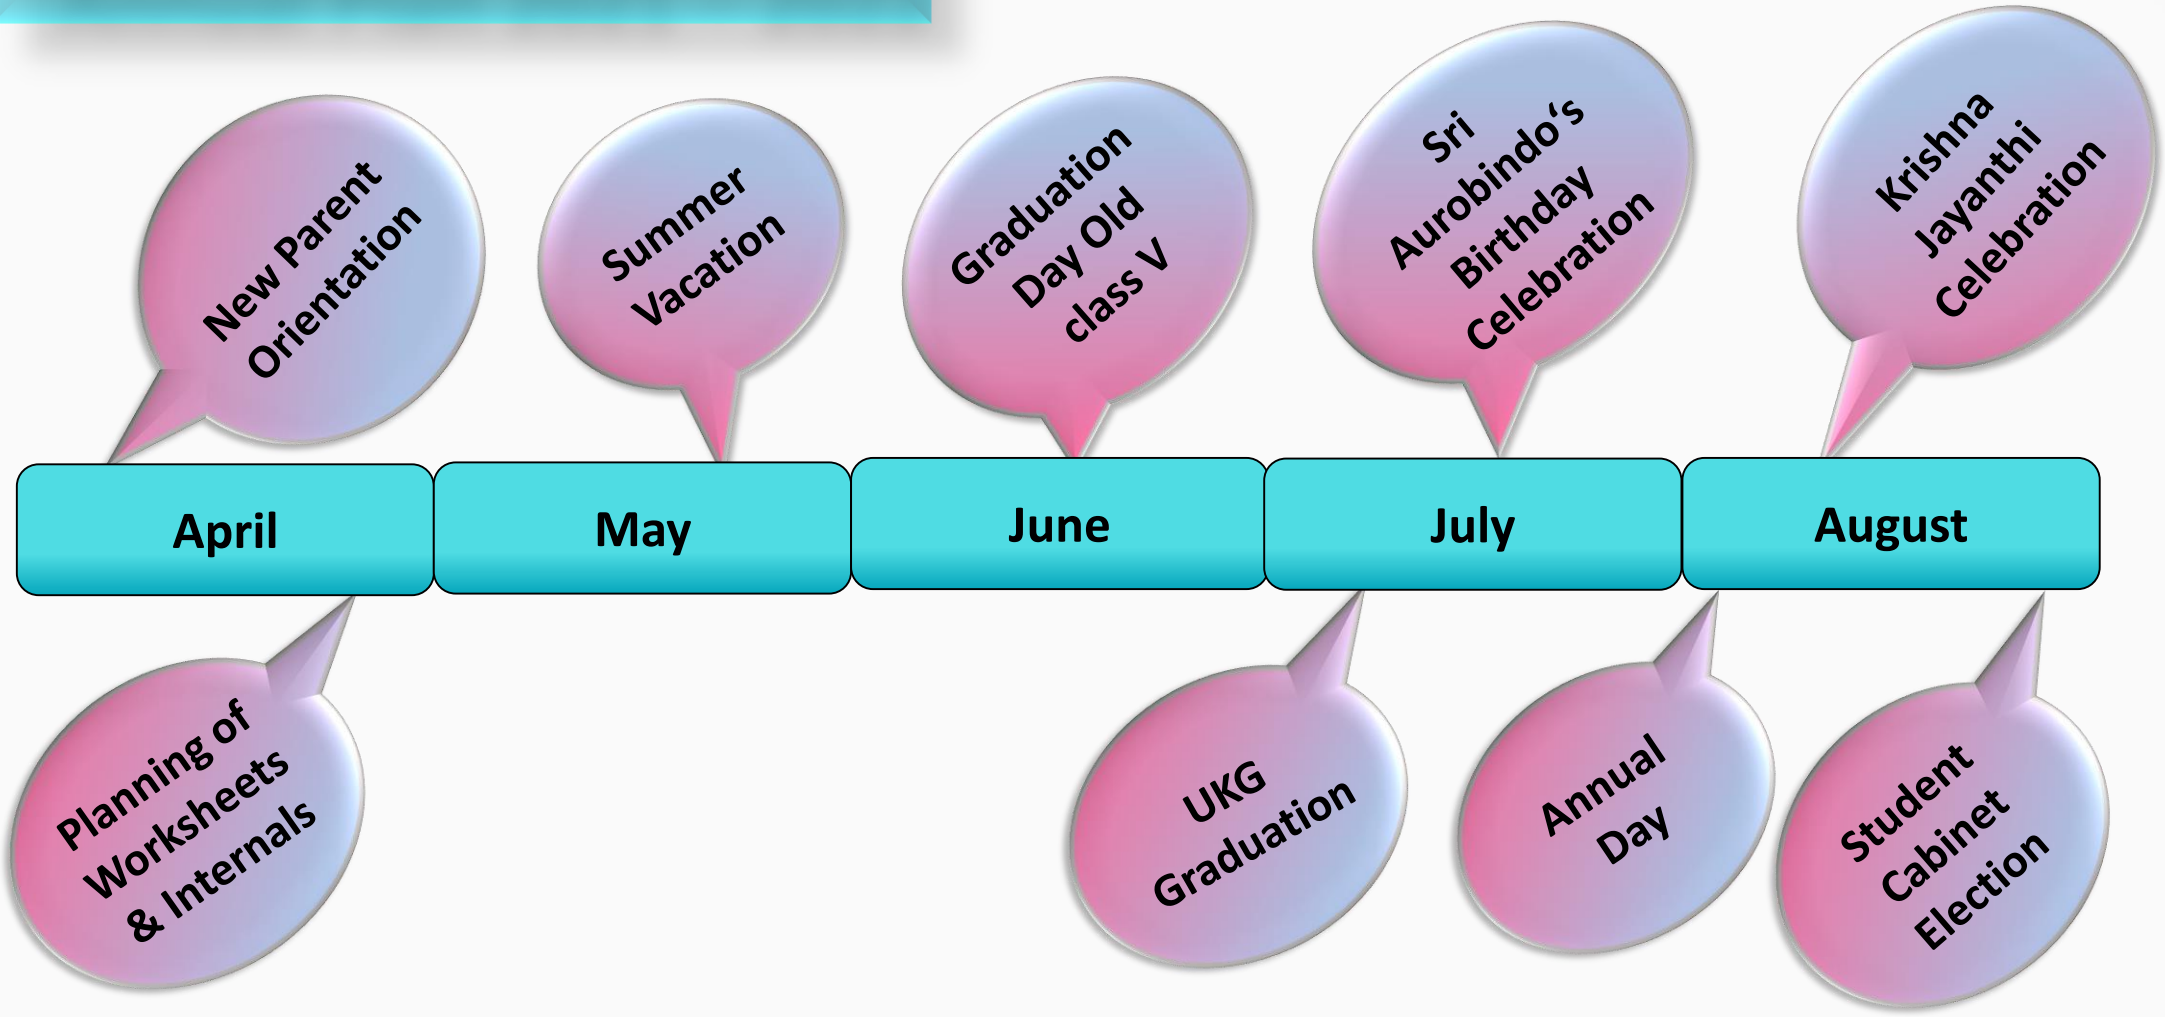 New Parent
Orientation
Summer
Vacation
Graduation
Day Old
class V
Sri
Aurobindo‘s
Birthday
Celebration
Krishna
Jayanthi
Celebration
April
May
June
July
August
Planning of
Worksheets
& Internals
UKG
Graduation
Annual
Day
Student
Cabinet
Election